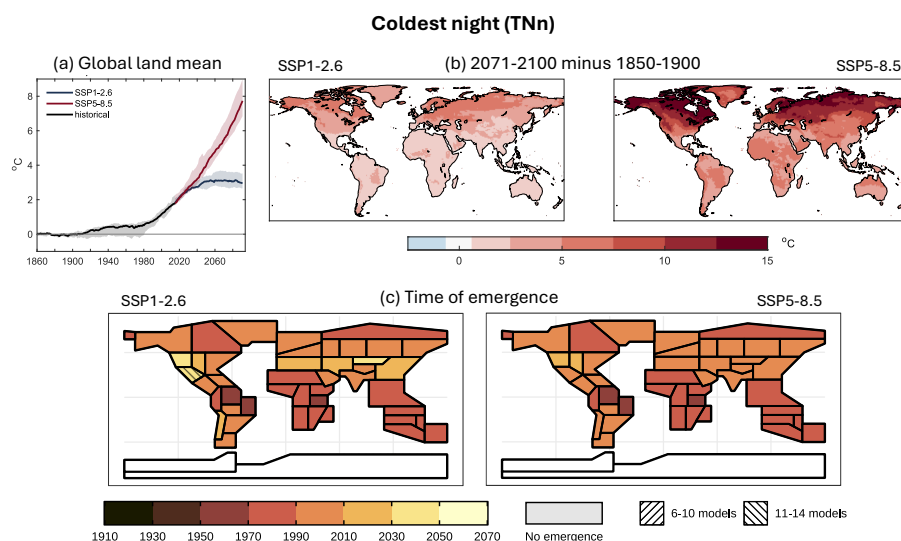 Coldest night (TNn)
(a) Global land mean
SSP1-2.6
(b) 2071-2100 minus 1850-1900
SSP5-8.5
8
6
4
2
0
°C
SSP1-2.6
SSP5-8.5
historical
1860 1900 1940 1980 2020 2060
0 5 10 15
°C
SSP1-2.6
(c) Time of emergence
SSP5-8.5
1910 1930 1950 1970 1990 2010 2030 2050 2070
No emergence
6-10 models
11-14 models